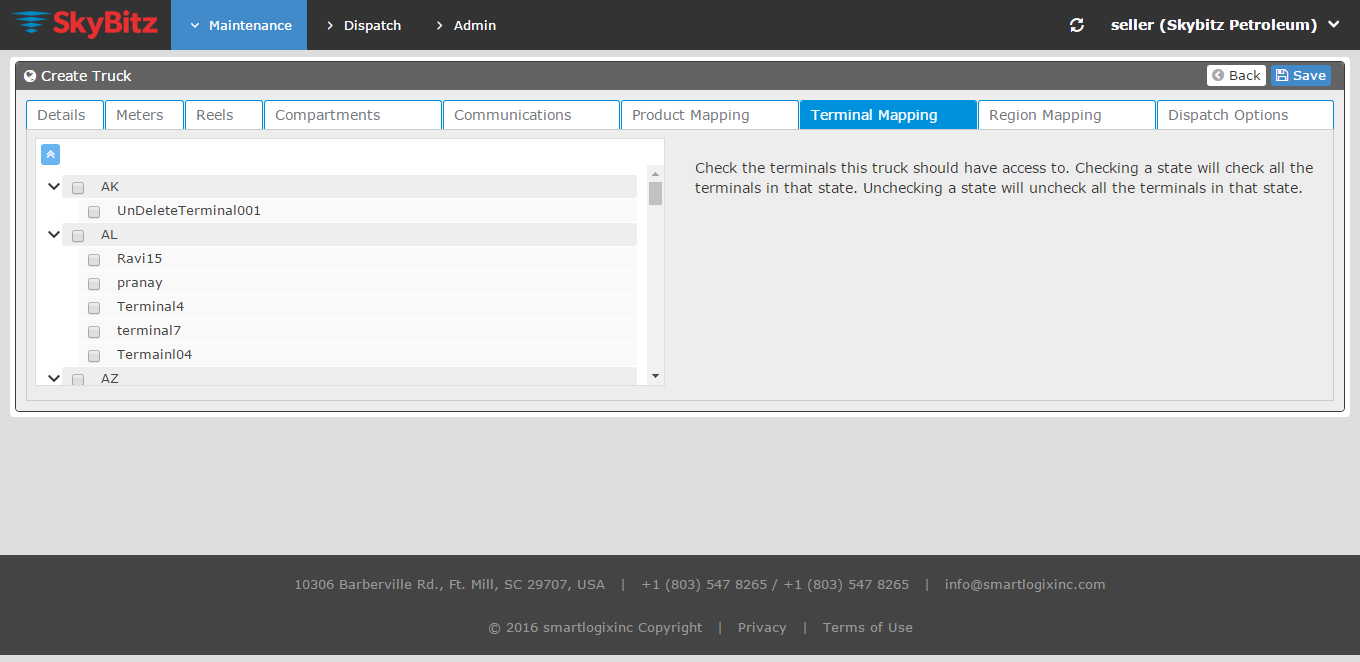 SkyBitz Maintenance Dispatch Admin seller (Skybitz Petroleum)
Create Truck Back Save
Details Meters Reels Compartments Communications Product Mapping Terminal Mapping Region Mapping Dispatch Options
AK
UnDeleteTerminal001
AL
Ravi15
pranay
Terminal4
terminal7
Termainl04
AZ
Check the terminals this truck should have access to. Checking a state will check all the
terminals in that state. Unchecking a state will uncheck all the terminals in that state.
10306 Barberville Rd., Ft. Mill, SC 29707, USA | +1 (803) 547 8265 / +1 (803) 547 8265 | info@smartlogixinc.com
© 2016 smartlogixinc Copyright | Privacy | Terms of Use